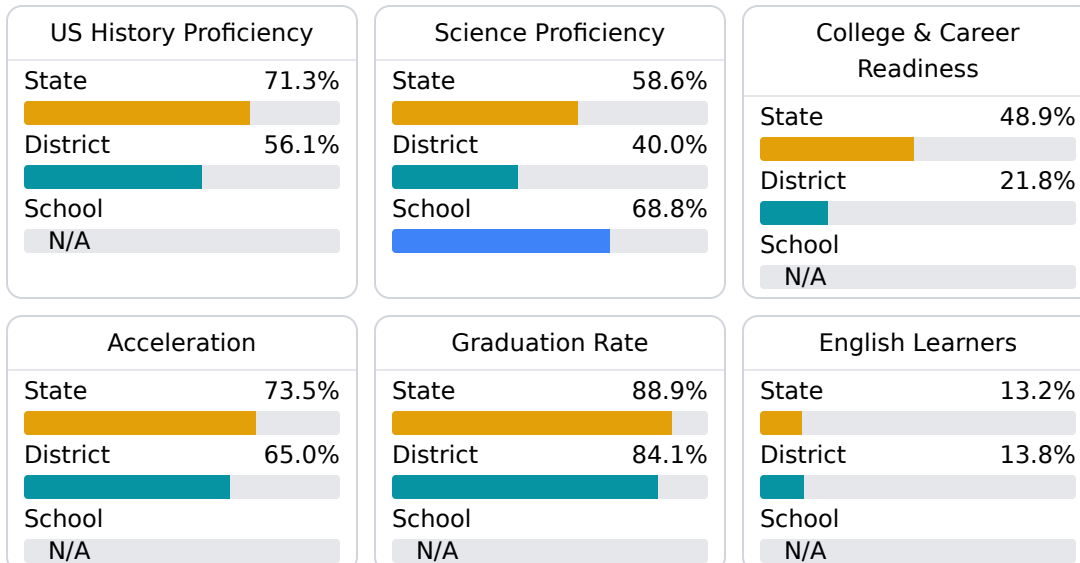 US History Proficiency
State 71.3%
District 56.1%
School
N/A
Science Proficiency
State 58.6%
District 40.0%
School 68.8%
College & Career
Readiness
State 48.9%
District 21.8%
School
N/A
Acceleration
State 73.5%
District 65.0%
School
N/A
Graduation Rate
State 88.9%
District 84.1%
School
N/A
English Learners
State 13.2%
District 13.8%
School
N/A